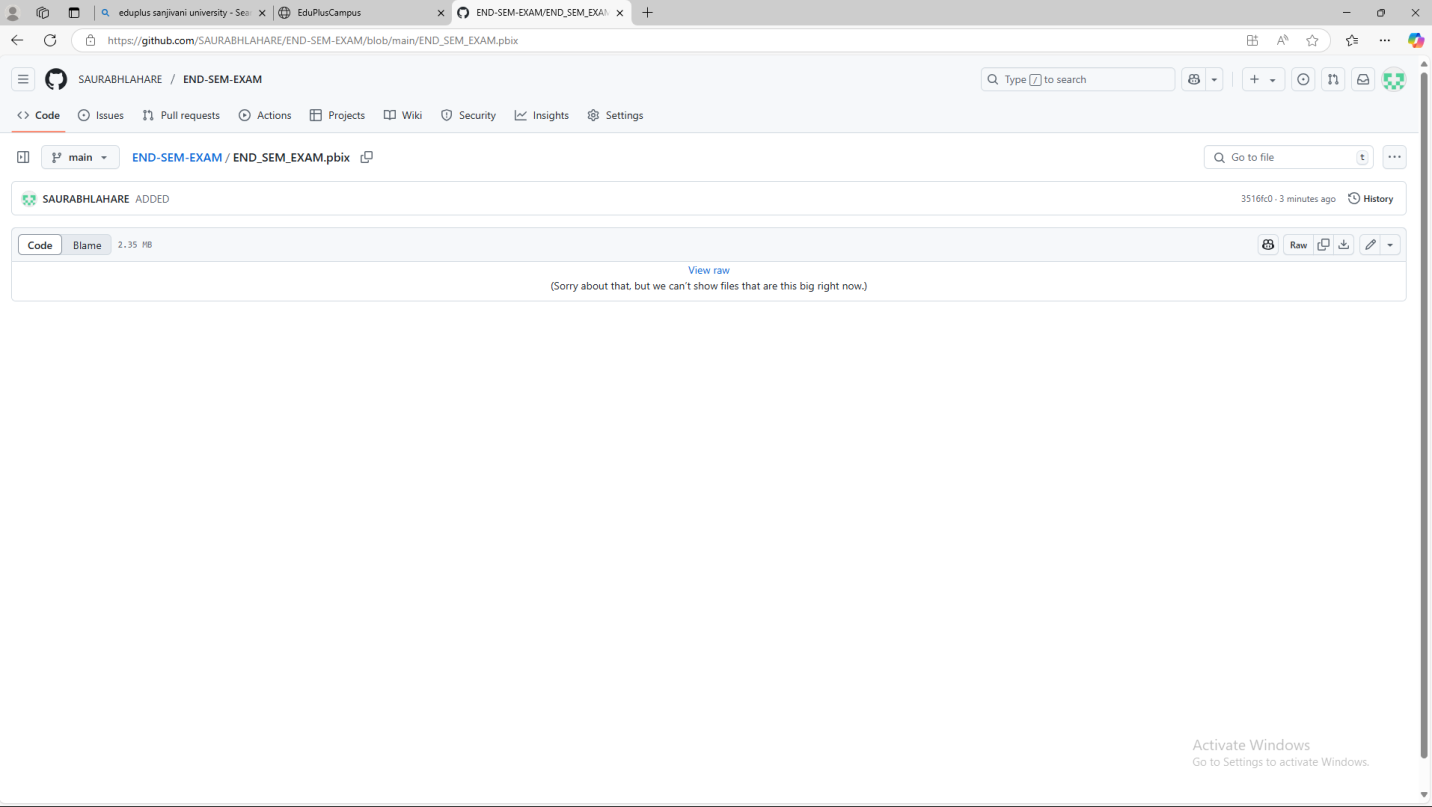 eduplus sanjivani university - Sea
EduPlusCampus
END-SEM-EXAM/END_SEM_EXAM
https://github.com/SAURABHLAHARE/END-SEM-EXAM/blob/main/END_SEM_EXAM.pbix
SAURABHLAHARE / END-SEM-EXAM
Type / to search
Code Issues Pull requests Actions Projects Wiki Security Insights Settings
main END-SEM-EXAM / END_SEM_EXAM.pbix
Go to file t
SAURABHLAHARE ADDED
3516fc0 · 3 minutes ago History
Code Blame 2.35 MB
Raw
View raw
(Sorry about that, but we can't show files that are this big right now.)
Activate Windows
Go to Settings to activate Windows.